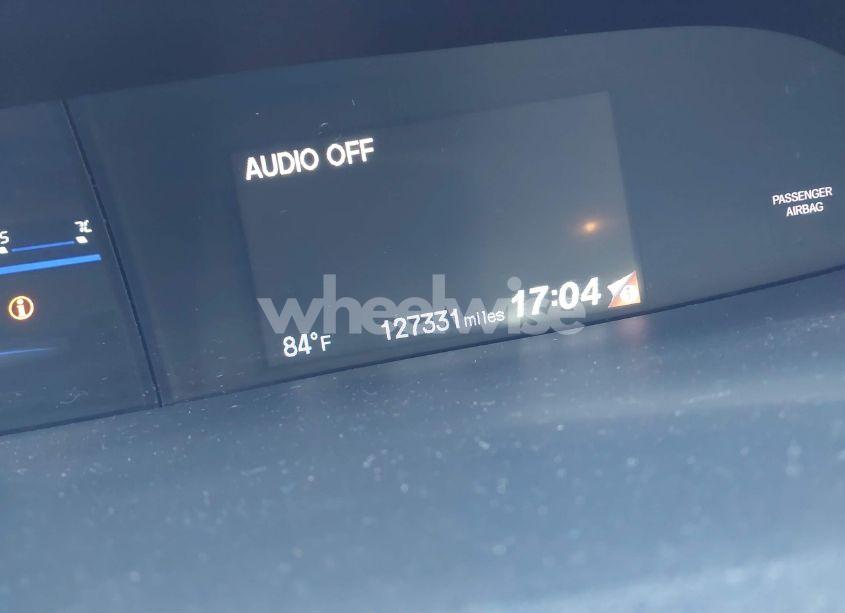 AUDIO OFF
PASSENGER
AIRBAG
84°F 127331 miles 17:04
wheelwise